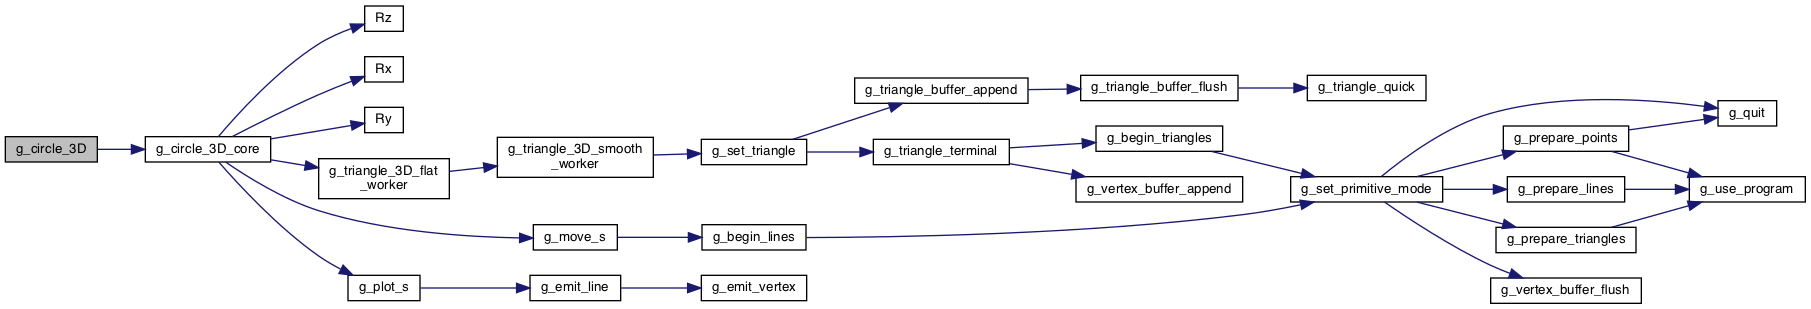 g_circle_3D
g_circle_3D_core
Rz
Rx
Ry
g_triangle_3D_flat
_worker
g_move_s
g_plot_s
g_triangle_3D_smooth
_worker
g_begin_lines
g_emit_line
g_set_triangle
g_emit_vertex
g_triangle_buffer_append
g_triangle_terminal
g_triangle_buffer_flush
g_begin_triangles
g_vertex_buffer_append
g_triangle_quick
g_set_primitive_mode
g_prepare_points
g_prepare_lines
g_prepare_triangles
g_vertex_buffer_flush
g_quit
g_use_program